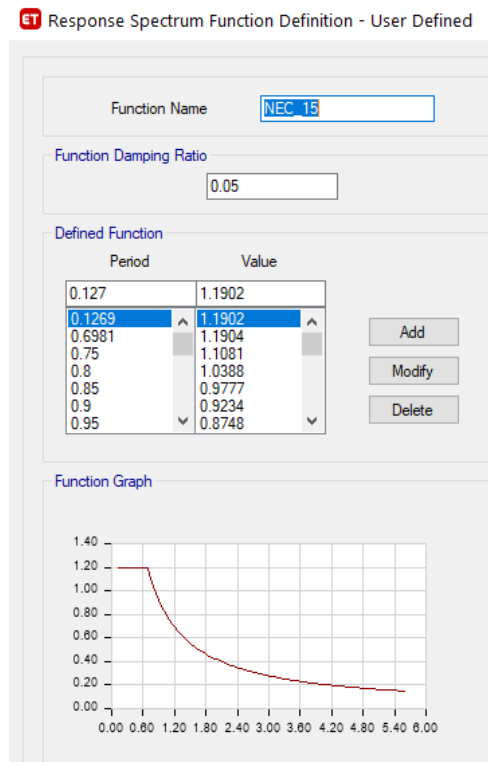 ET Response Spectrum Function Definition - User Defined
Function Name NEC_15
Function Damping Ratio
0.05
Defined Function
Period Value
0.127 1.1902
0.1269 1.1902
0.6981 1.1904
0.75 1.1081
0.8 1.0388
0.85 0.9777
0.9 0.9234
0.95 0.8748
Add
Modify
Delete
Function Graph
1.40
1.20
1.00
0.80
0.60
0.40
0.20
0.00
0.00 0.60 1.20 1.80 2.40 3.00 3.60 4.20 4.80 5.40 6.00